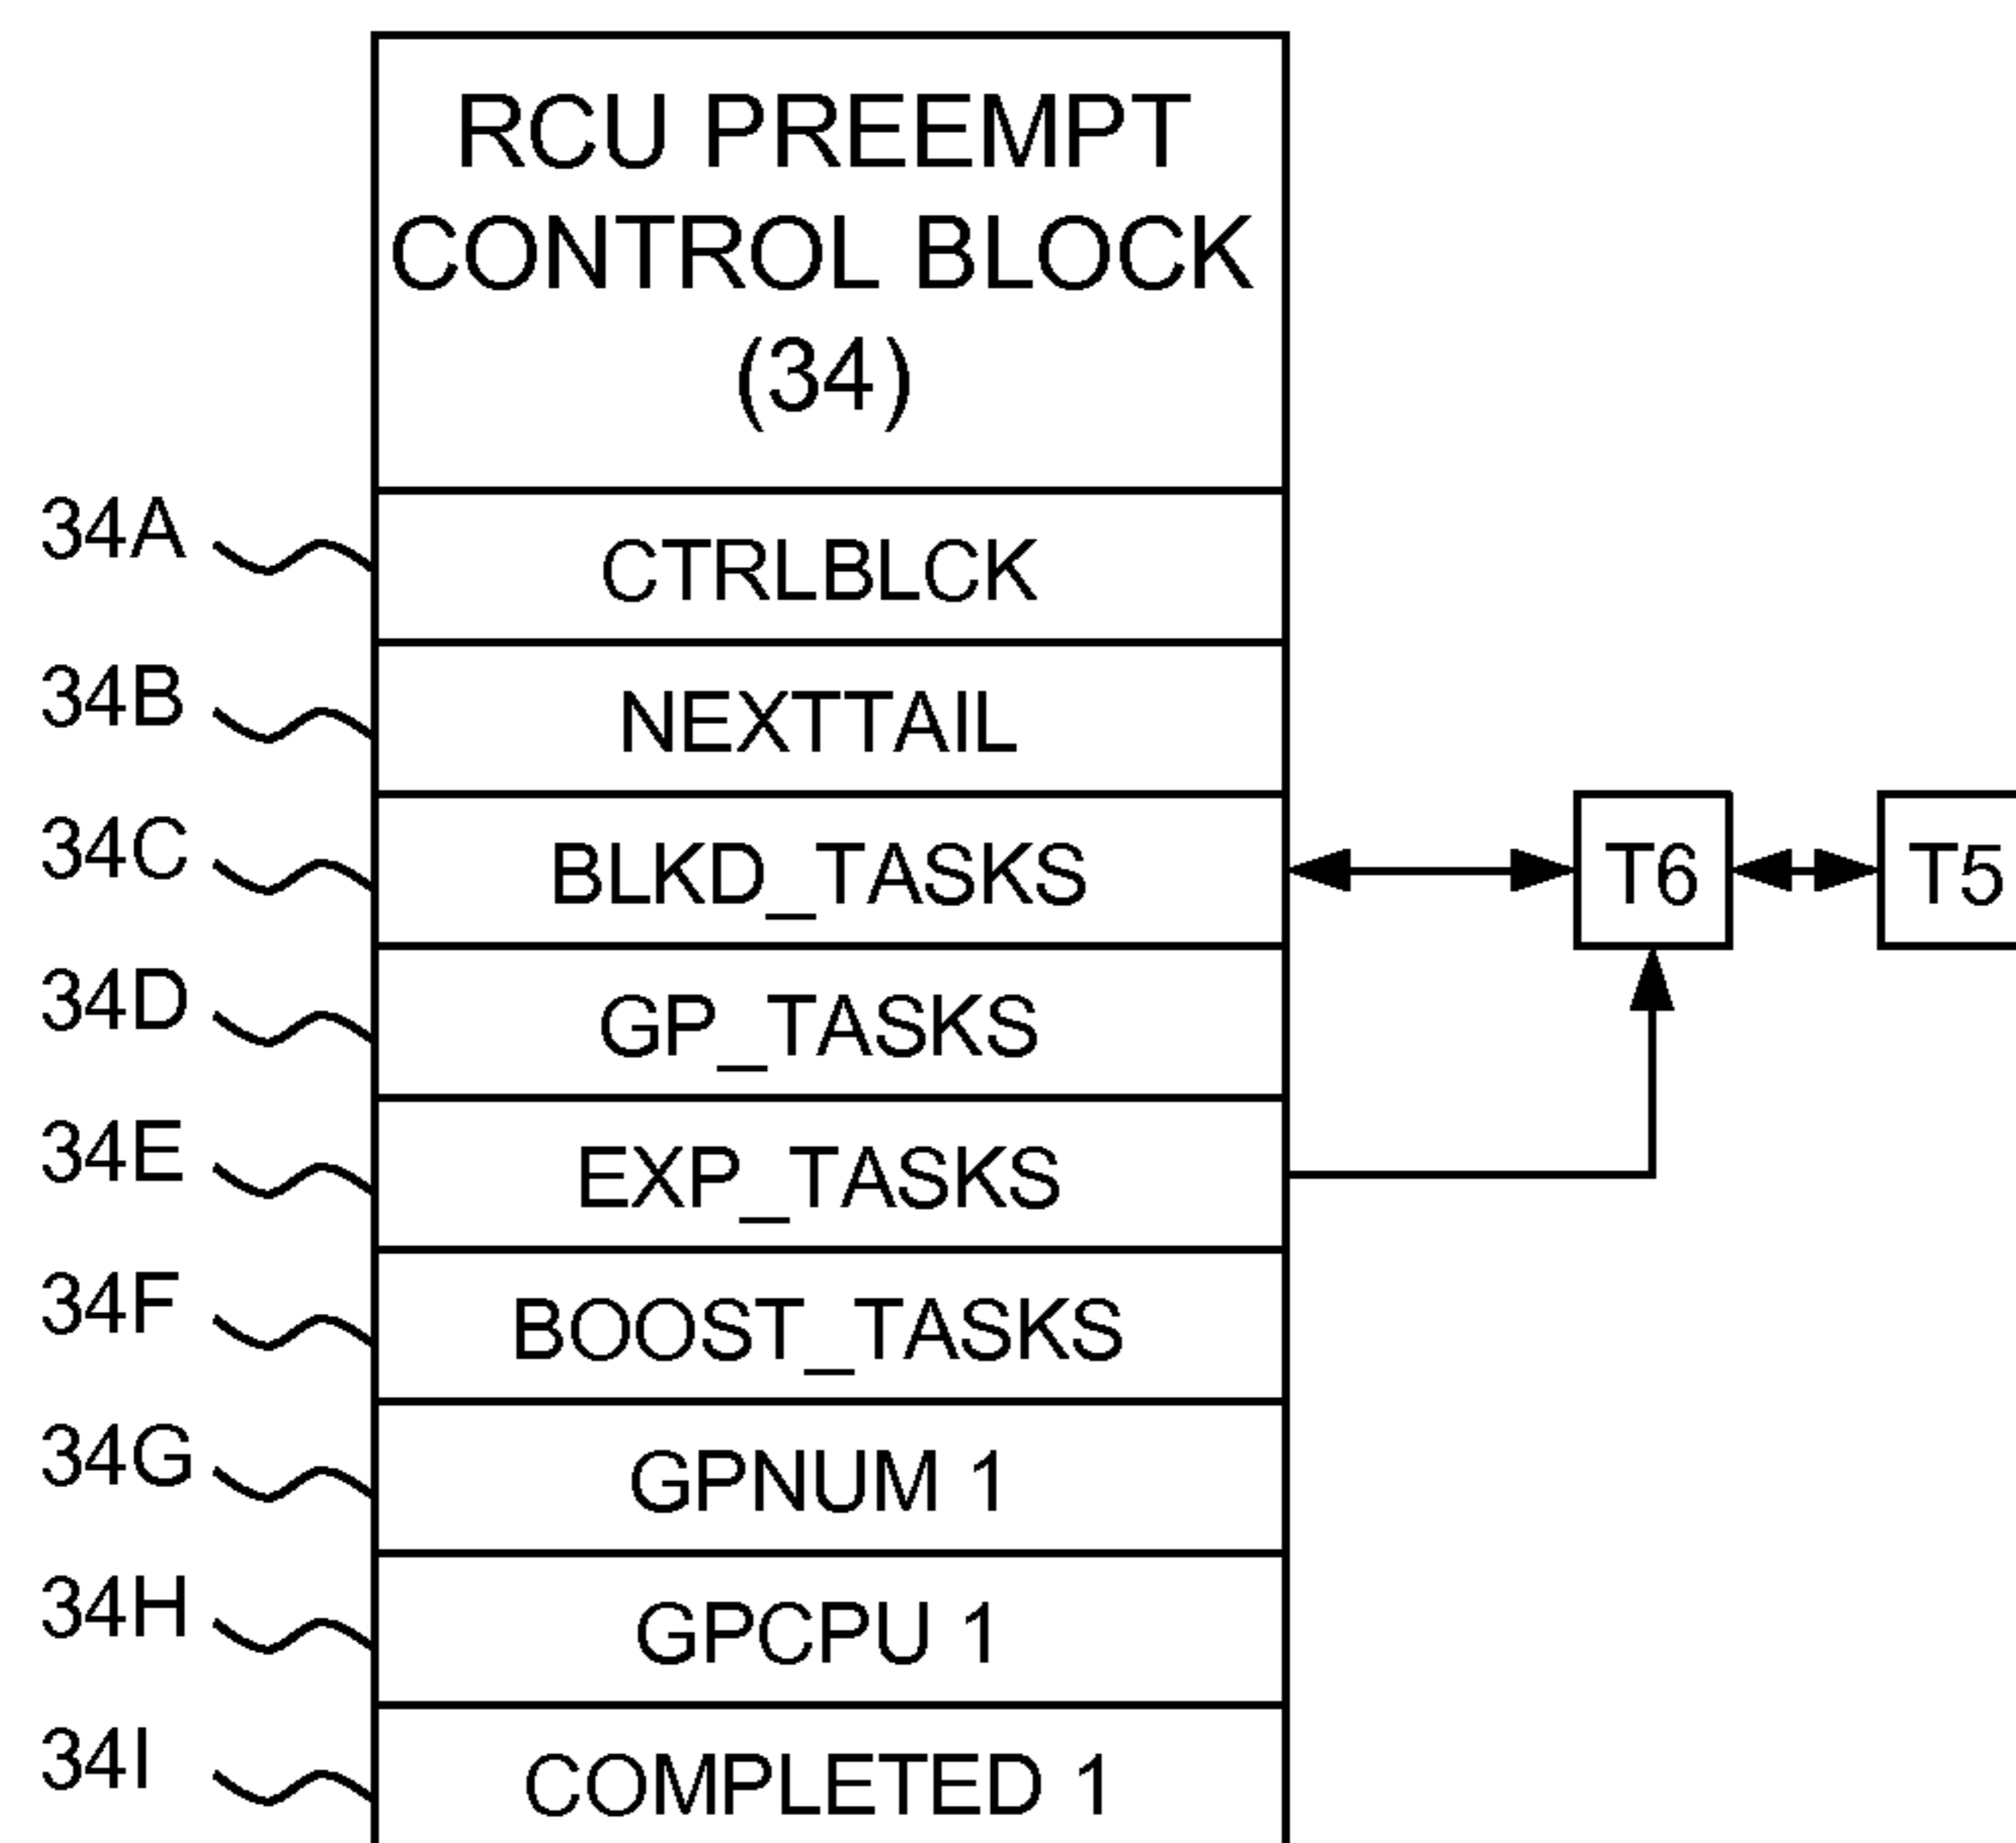 RCU PREEMPT
CONTROL BLOCK
(34)
34A CTRLBLCK
34B NEXTTAIL
34C BLKD_TASKS T6 T5
34D GP_TASKS
34E EXP_TASKS
34F BOOST_TASKS
34G GPNUM 1
34H GPCPU 1
34I COMPLETED 1